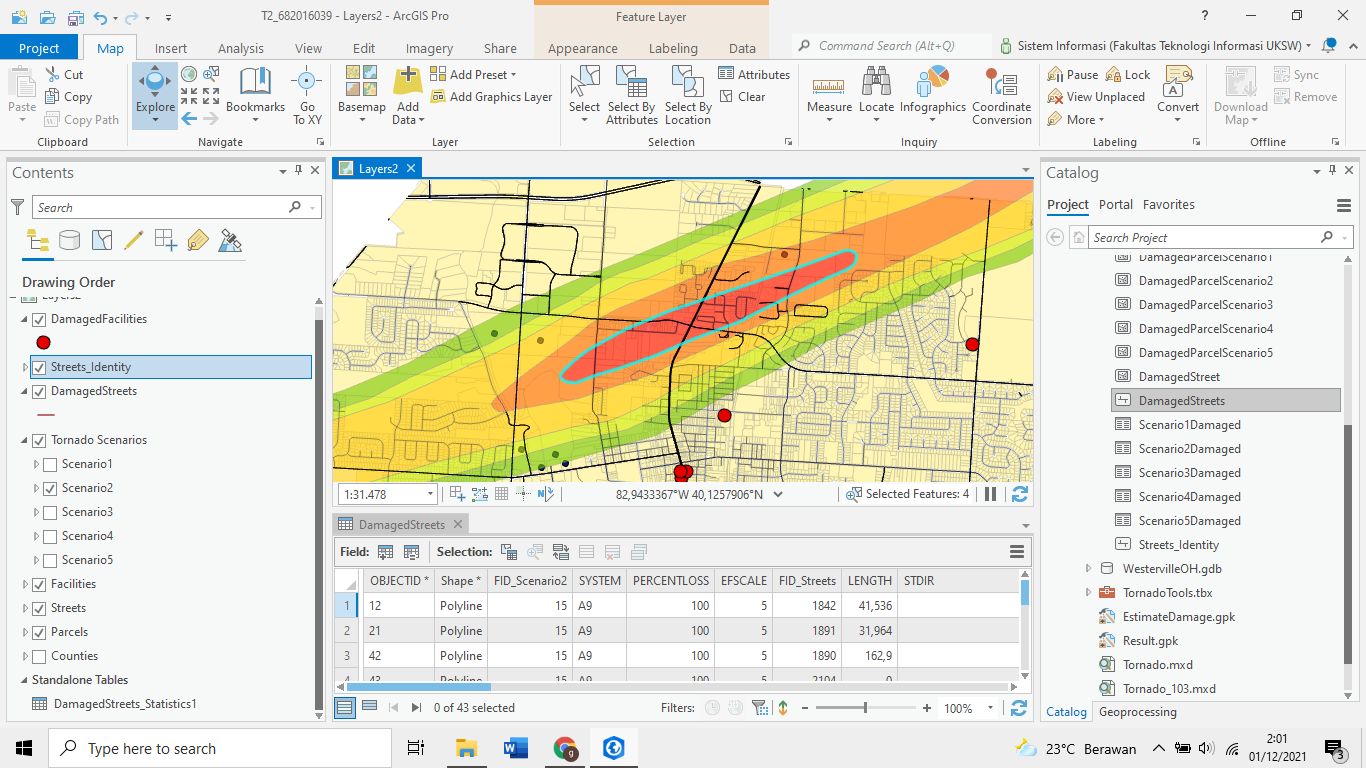 T2_682016039 - Layers2 - ArcGIS Pro
Feature Layer
?
Project
Map
Insert
Analysis
View
Edit
Imagery
Share
Appearance
Labeling
Data
Command Search (Alt+Q)
Sistem Informasi (Fakultas Teknologi Informasi UKSW)
Paste
Cut
Copy
Copy Path
Clipboard
Explore
Bookmarks
Go
To XY
Navigate
Basemap
Add
Data
Add Preset
Add Graphics Layer
Layer
Select
Select By
Attributes
Select By
Location
Attributes
Clear
Selection
Measure
Locate
Infographics
Coordinate
Conversion
Inquiry
Pause
Lock
View Unplaced
More
Convert
Labeling
Download
Map
Sync
Remove
Offline
Contents
Search
Drawing Order
Layers2
DamagedFacilities
Streets_Identity
DamagedStreets
Tornado Scenarios
Scenario1
Scenario2
Scenario3
Scenario4
Scenario5
Facilities
Streets
Parcels
Counties
Standalone Tables
DamagedStreets_Statistics1
Layers2
1:31.478
82,9433367°W 40,1257906°N
Selected Features: 4
DamagedStreets
Field:
Selection:
OBJECTID * Shape * FID_Scenario2 SYSTEM PERCENTLOSS EFSCALE FID_Streets LENGTH STDIR
1 12 Polyline 15 A9 100 5 1842 41,536
2 21 Polyline 15 A9 100 5 1891 31,964
3 42 Polyline 15 A9 100 5 1890 162,9
4 43 Polyline 15 A9 100 5 2104 0
0 of 43 selected
Filters:
100%
Catalog
Project
Portal
Favorites
Search Project
DamagedParcelScenario1
DamagedParcelScenario2
DamagedParcelScenario3
DamagedParcelScenario4
DamagedParcelScenario5
DamagedStreet
DamagedStreets
Scenario1Damaged
Scenario2Damaged
Scenario3Damaged
Scenario4Damaged
Scenario5Damaged
Streets_Identity
WestervilleOH.gdb
TornadoTools.tbx
EstimateDamage.gpk
Result.gpk
Tornado.mxd
Tornado_103.mxd
Catalog
Geoprocessing
Type here to search
23°C Berawan
2:01
01/12/2021
3